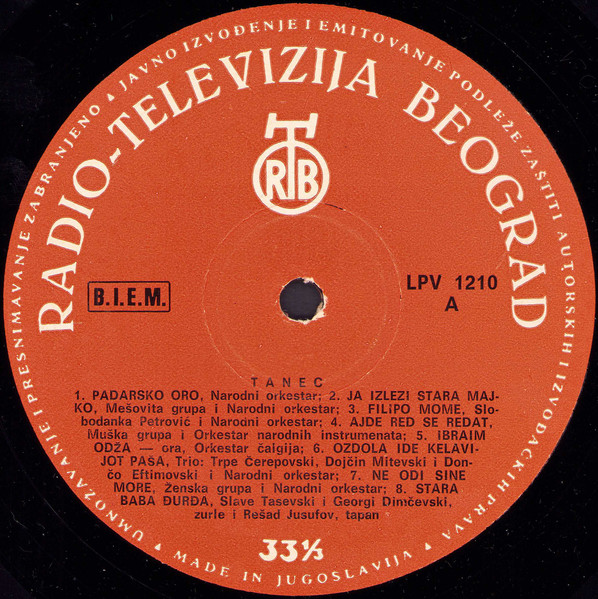 UMNOŽAVANJE I PRESNIMAVANJE ZABRANJENO ▲ JAVNO IZVOĐENJE I EMITOVANJE PODLEŽE ZAŠTITI AUTORSKIH I IZVOĐAČKIH PRAVA ▲
RADIO-TELEVIZIJA BEOGRAD
RTB
B.I.E.M.
LPV 1210
A
TANEC
1. PADARSKO ORO, Narodni orkestar; 2. JA IZLEZI STARA MAJ-
KO, Mešovita grupa i Narodni orkestar; 3. FILIPO MOME, Slo-
bodanka Petrović i Narodni orkestar; 4. AJDE RED SE REDAT,
Muška grupa i Orkestar narodnih instrumenata; 5. IBRAIM
ODŽA — ora, Orkestar čalgija; 6. OZDOLA IDE KELAVI-
JOT PAŠA, Trio: Trpe Čerepovski, Dojčin Mitevski i Don-
čo Eftimovski i Narodni orkestar; 7. NE ODI SINE
MORE, Ženska grupa i Narodni orkestar; 8. STARA
BABA ĐURĐA, Slave Tasevski i Georgi Dimčevski,
zurle i Rešad Jusufov, tapan
33⅓
MADE IN JUGOSLAVIJA